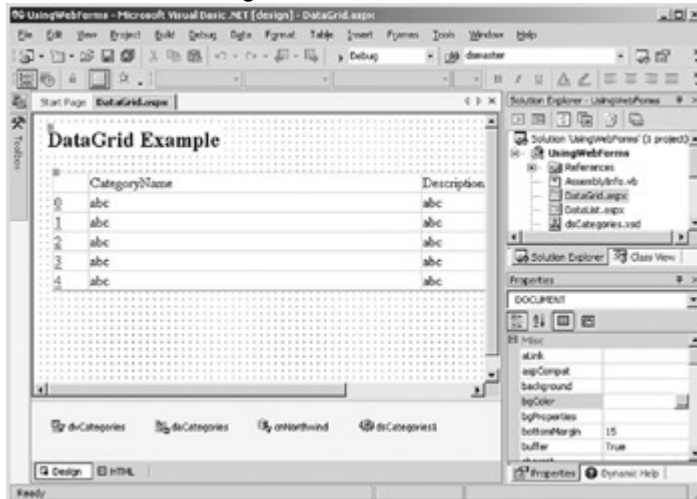 UsingWebForms - Microsoft Visual Basic .NET [design] - DataGrid.aspx
File Edit View Project Build Debug Data Format Table Insert Frames Tools Window Help
Debug dsmaster
B I U
Start Page DataGrid.aspx
Toolbox
DataGrid Example
CategoryName Description
0 abc abc
1 abc abc
2 abc abc
3 abc abc
4 abc abc
dvCategories daCategories cnNorthwind dsCategories1
Design HTML
Ready
Solution Explorer - UsingWebForms
Solution 'UsingWebForms' (1 project)
UsingWebForms
References
AssemblyInfo.vb
DataGrid.aspx
DataList.aspx
dsCategories.xsd
Solution Explorer Class View
Properties
DOCUMENT
Misc
aLink
aspCompat
background
bgColor
bgProperties
bottomMargin 15
buffer True
Properties Dynamic Help